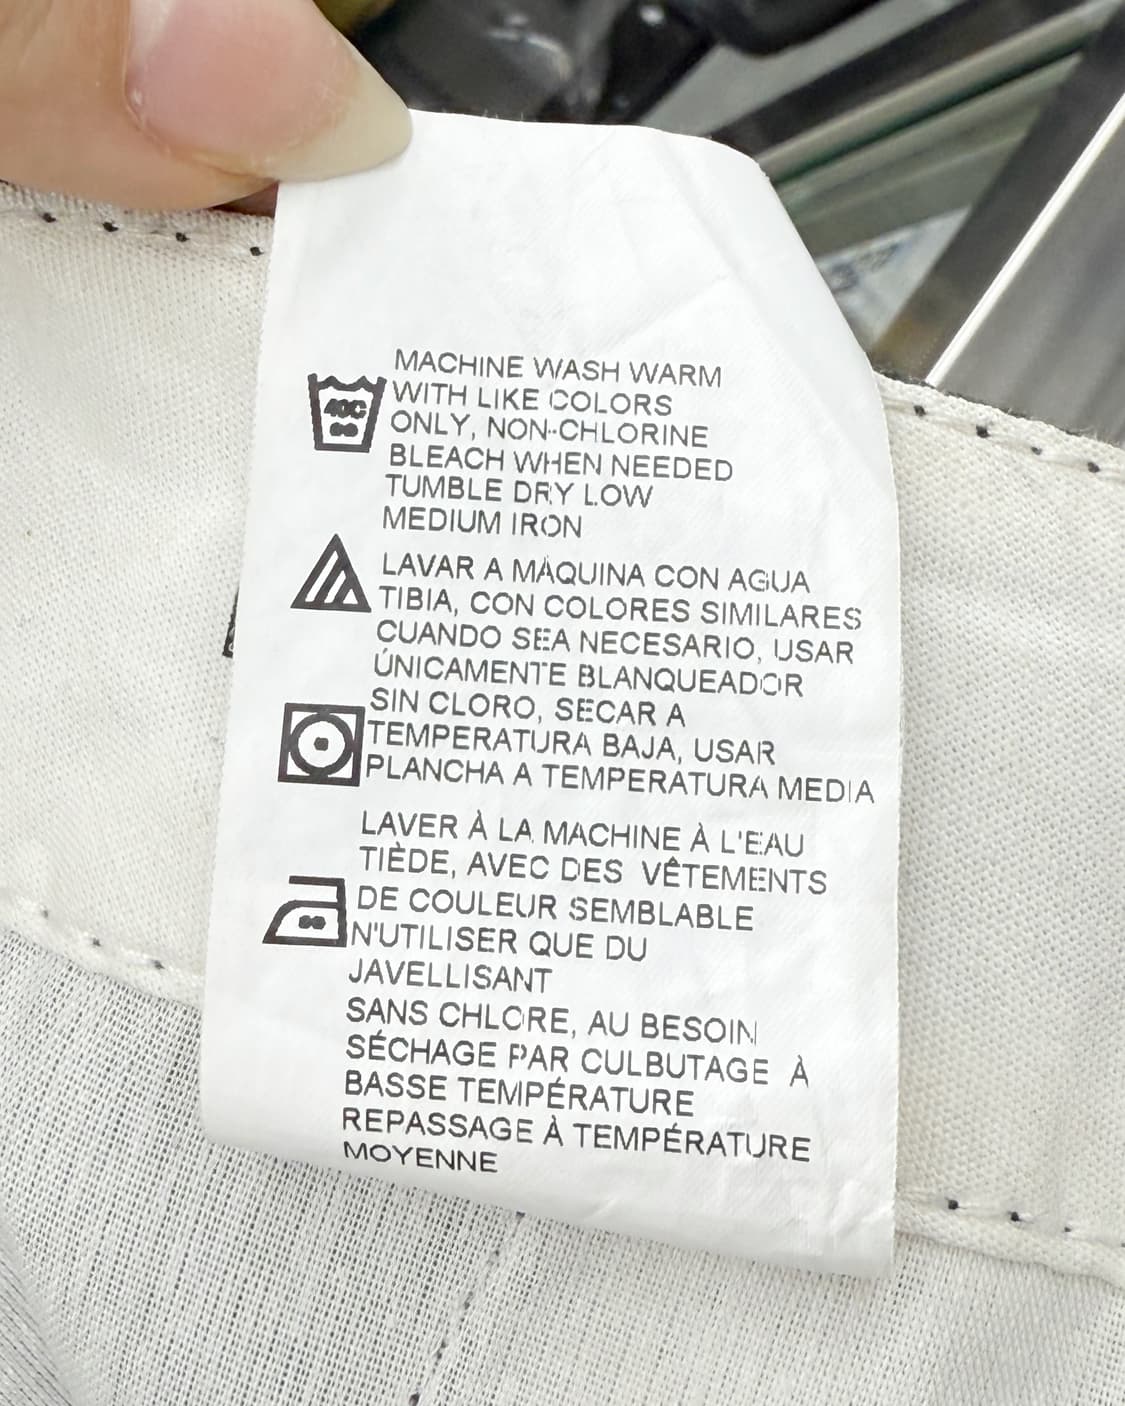 MACHINE WASH WARM
40C
WITH LIKE COLORS
ONLY, NON-CHLORINE
BLEACH WHEN NEEDED
TUMBLE DRY LOW
MEDIUM IRON
LAVAR A MÁQUINA CON AGUA
TIBIA, CON COLORES SIMILARES
CUANDO SEA NECESARIO, USAR
ÚNICAMENTE BLANQUEADOR
SIN CLORO, SECAR A
TEMPERATURA BAJA, USAR
PLANCHA A TEMPERATURA MEDIA
LAVER À LA MACHINE À L'EAU
TIÈDE, AVEC DES VÊTEMENTS
DE COULEUR SEMBLABLE
N'UTILISER QUE DU
JAVELLISANT
SANS CHLORE, AU BESOIN
SÉCHAGE PAR CULBUTAGE À
BASSE TEMPÉRATURE
REPASSAGE À TEMPÉRATURE
MOYENNE